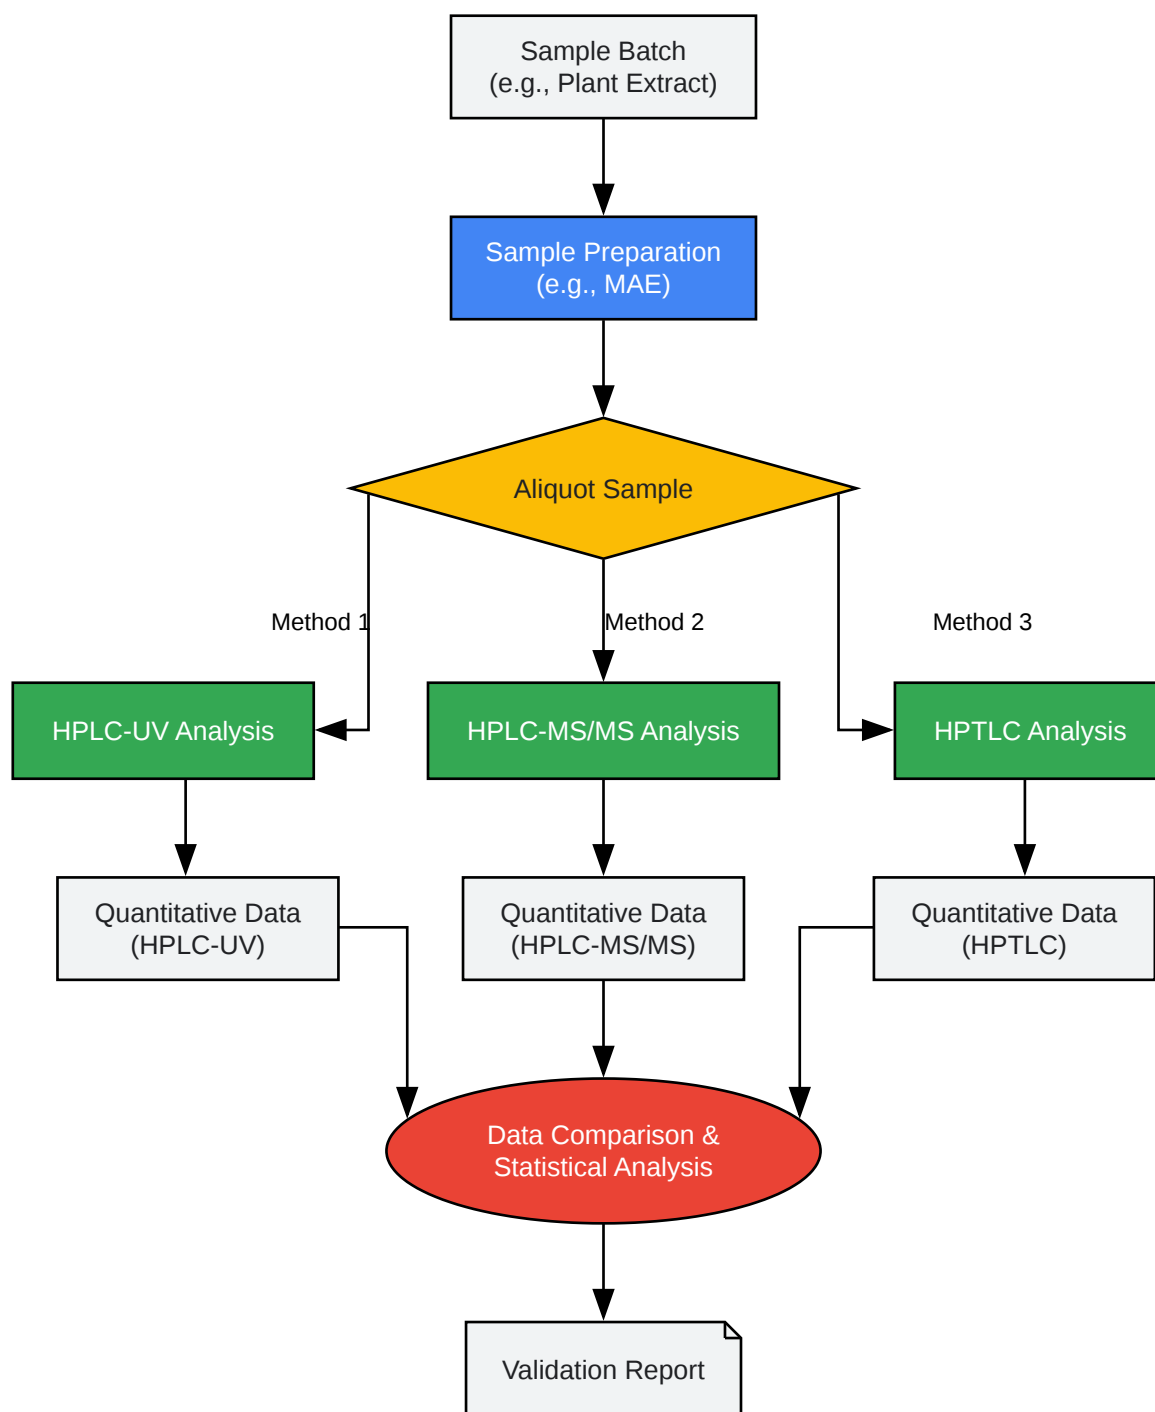 Sample Batch
(e.g., Plant Extract)
Sample Preparation
(e.g., MAE)
Aliquot Sample
Method 1
Method 2
Method 3
HPLC-UV Analysis
HPLC-MS/MS Analysis
HPTLC Analysis
Quantitative Data
(HPLC-UV)
Quantitative Data
(HPLC-MS/MS)
Quantitative Data
(HPTLC)
Data Comparison &
Statistical Analysis
Validation Report